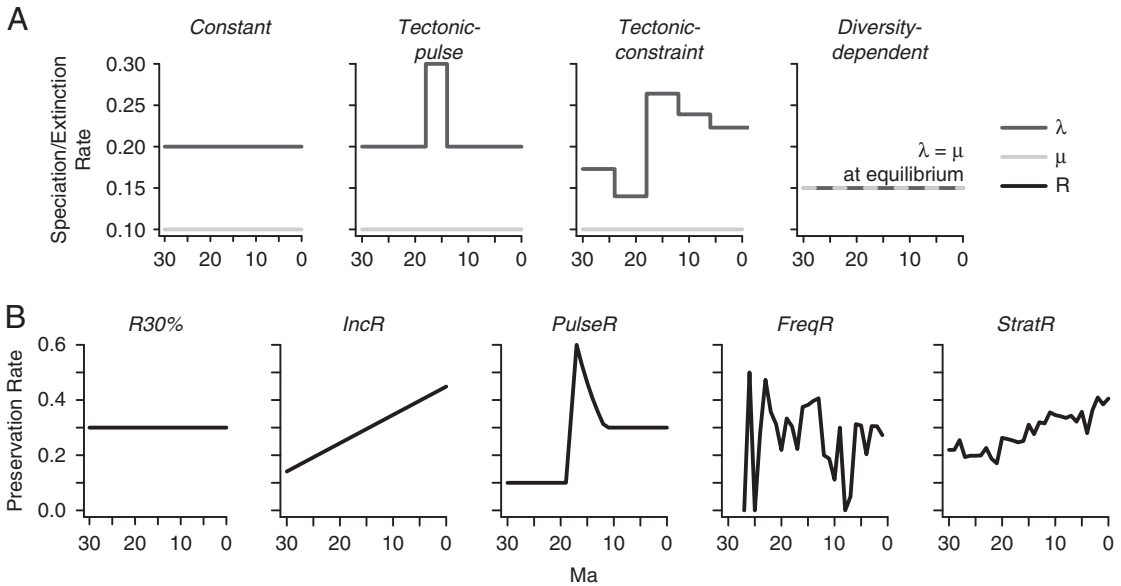 A
Constant
Tectonic-
pulse
Tectonic-
constraint
Diversity-
dependent
Speciation/Extinction
Rate
0.30
0.25
0.20
0.15
0.10
λ = μ
at equilibrium
λ
μ
R
30 20 10 0
30 20 10 0
30 20 10 0
30 20 10 0
B
R30%
IncR
PulseR
FreqR
StratR
Preservation Rate
0.6
0.4
0.2
0.0
30 20 10 0
30 20 10 0
30 20 10 0
30 20 10 0
30 20 10 0
Ma